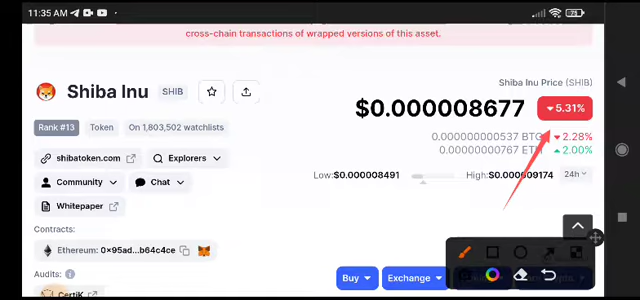 11:35 AM
73
cross-chain transactions of wrapped versions of this asset.
Shiba Inu SHIB
Shiba Inu Price (SHIB)
$0.000008677 5.31%
Rank #13 Token On 1,803,502 watchlists
0.000000000537 BTC 2.28%
0.000000000767 ETH 2.00%
shibatoken.com Explorers
Low:$0.000008491 High:$0.000009174 24h
Community Chat
Whitepaper
Contracts:
Ethereum: 0x95ad...b64c4ce
Audits:
CertiK
Buy Exchange